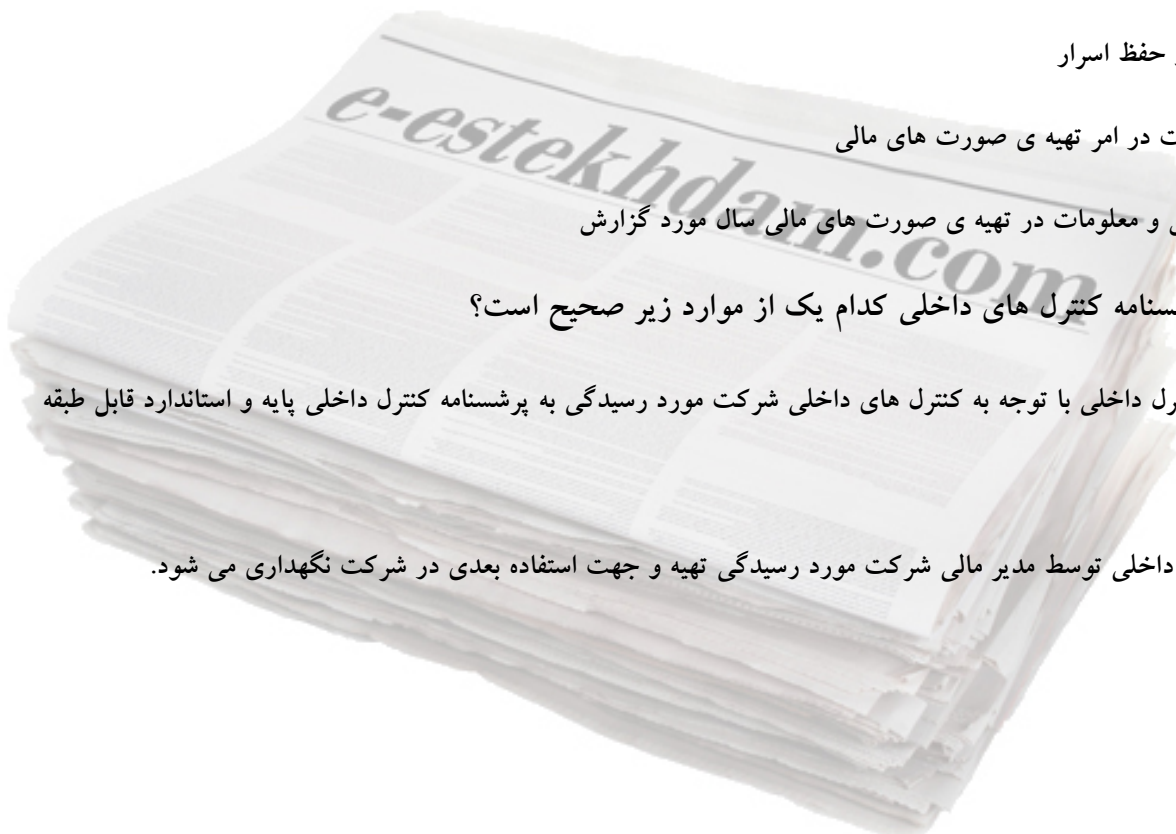 حفظ اسرار
در امر تهیه ی صورت های مالی
و معلومات در تهیه ی صورت های مالی سال مورد گزارش
e-estekhdam.com
کنترل های داخلی کدام یک از موارد زیر صحیح است؟
داخلی با توجه به کنترل های داخلی شرکت مورد رسیدگی به پرشسنامه کنترل داخلی پایه و استاندارد قابل طبقه
داخلی توسط مدیر مالی شرکت مورد رسیدگی تهیه و جهت استفاده بعدی در شرکت نگهداری می شود.